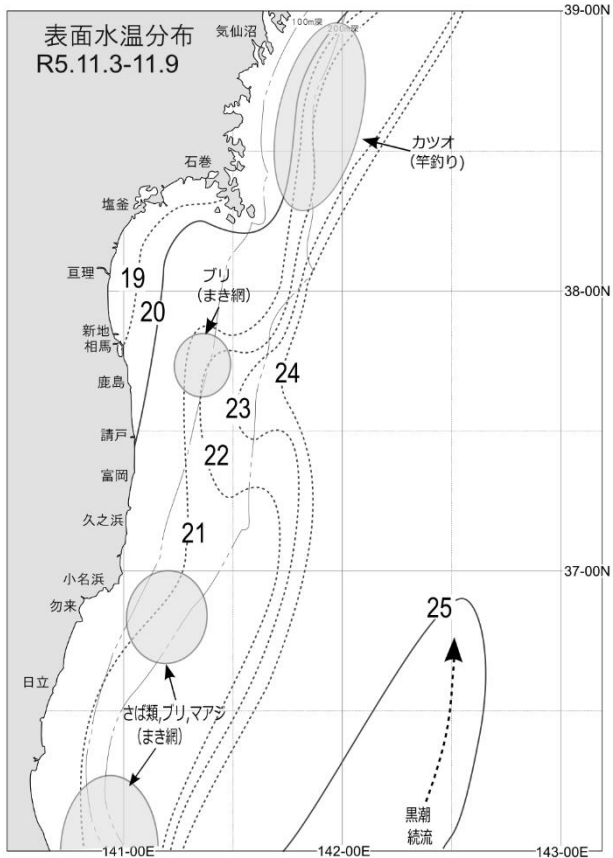 表面水温分布
R5.11.3-11.9
39-00N
気仙沼
100m深
200m深
カツオ
(竿釣り)
石巻
塩釜
亘理
19
20
ブリ
(まき網)
38-00N
新地
相馬
鹿島
24
23
22
請戸
富岡
久之浜
21
小名浜
37-00N
勿来
25
日立
さば類,ブリ,マアジ
(まき網)
黒潮
続流
141-00E
142-00E
143-00E